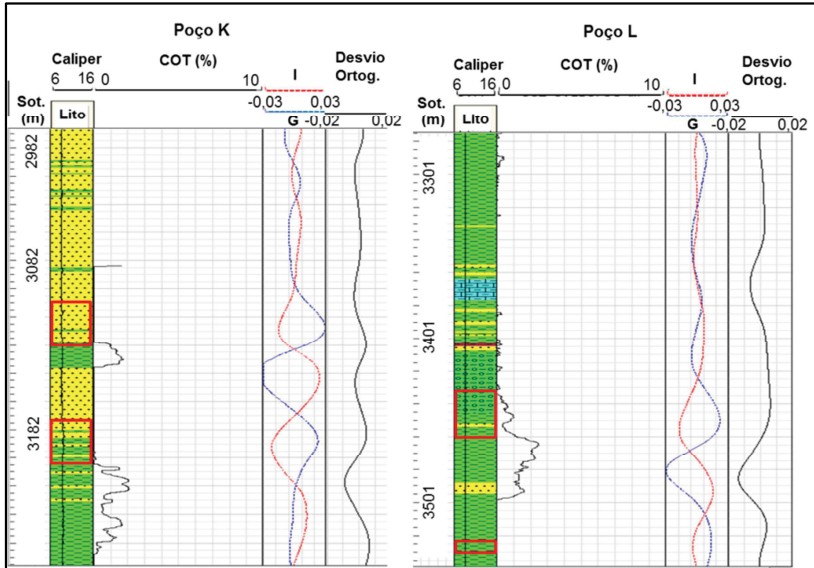 Poço K
Caliper
COT (%)
Desvio
Ortog.
6
16
0
10
I
-0,03
0,03
G
-0,02
0,02
Sot.
(m)
Lito
2982
3082
3182
Poço L
Caliper
COT (%)
Desvio
Ortog.
6
16
0
10
I
-0,03
0,03
G
-0,02
0,02
Sot.
(m)
Lito
3301
3401
3501